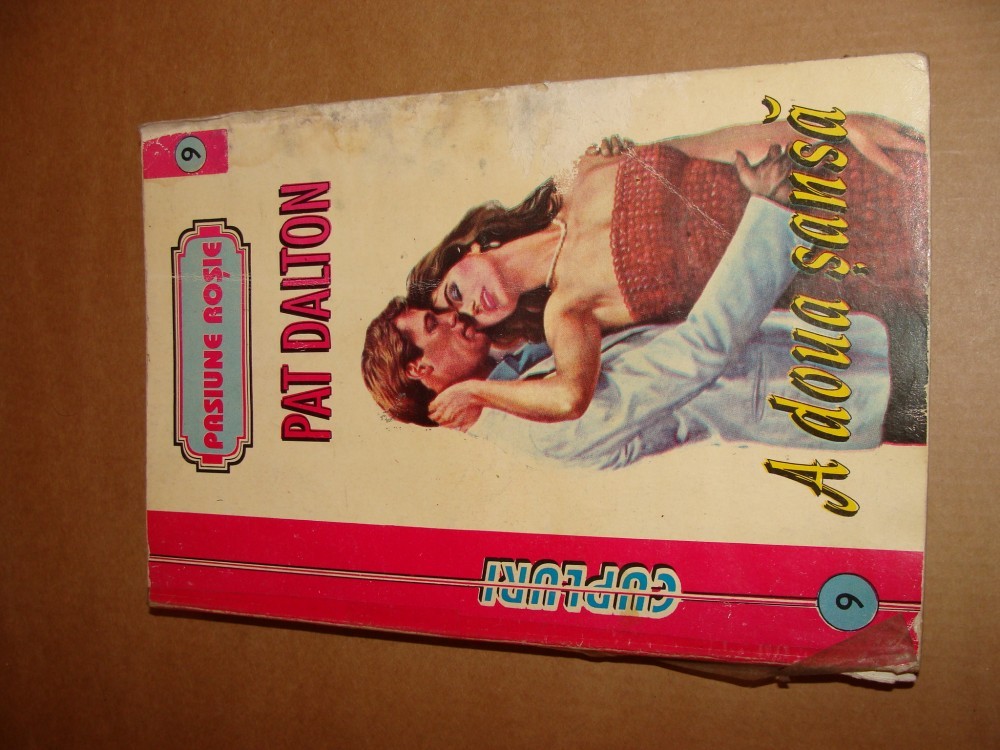 9
PASIUNE ROȘIE
PAT DALTON
A doua șansă
CUPLURI
9